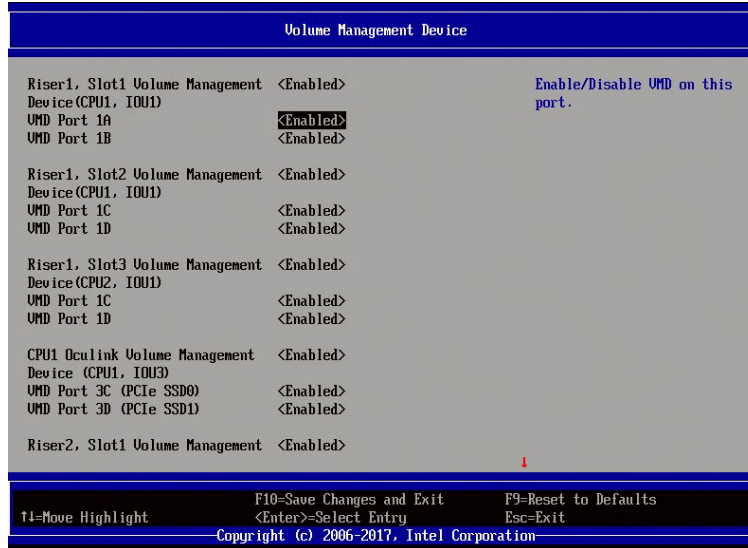 Volume Management Device
Riser1, Slot1 Volume Management <Enabled> Enable/Disable VMD on this
Device(CPU1, IOU1) port.
VMD Port 1A <Enabled>
VMD Port 1B <Enabled>
Riser1, Slot2 Volume Management <Enabled>
Device(CPU1, IOU1)
VMD Port 1C <Enabled>
VMD Port 1D <Enabled>
Riser1, Slot3 Volume Management <Enabled>
Device(CPU2, IOU1)
VMD Port 1C <Enabled>
VMD Port 1D <Enabled>
CPU1 Oculink Volume Management <Enabled>
Device (CPU1, IOU3)
VMD Port 3C (PCIe SSD0) <Enabled>
VMD Port 3D (PCIe SSD1) <Enabled>
Riser2, Slot1 Volume Management <Enabled>
↓
F10=Save Changes and Exit F9=Reset to Defaults
↑↓=Move Highlight <Enter>=Select Entry Esc=Exit
Copyright (c) 2006-2017, Intel Corporation